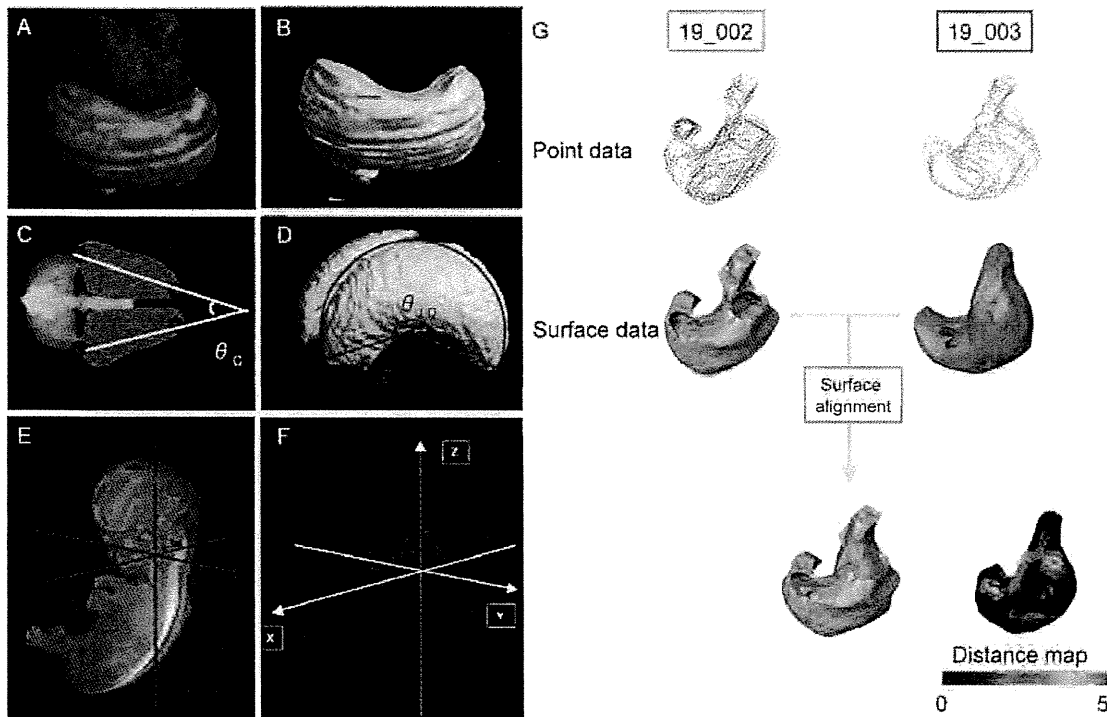 A
B
G
19_002
19_003
Point data
C
D
θ
θ G
Surface data
Surface
alignment
E
F
Z
Y
X
Distance map
0
5